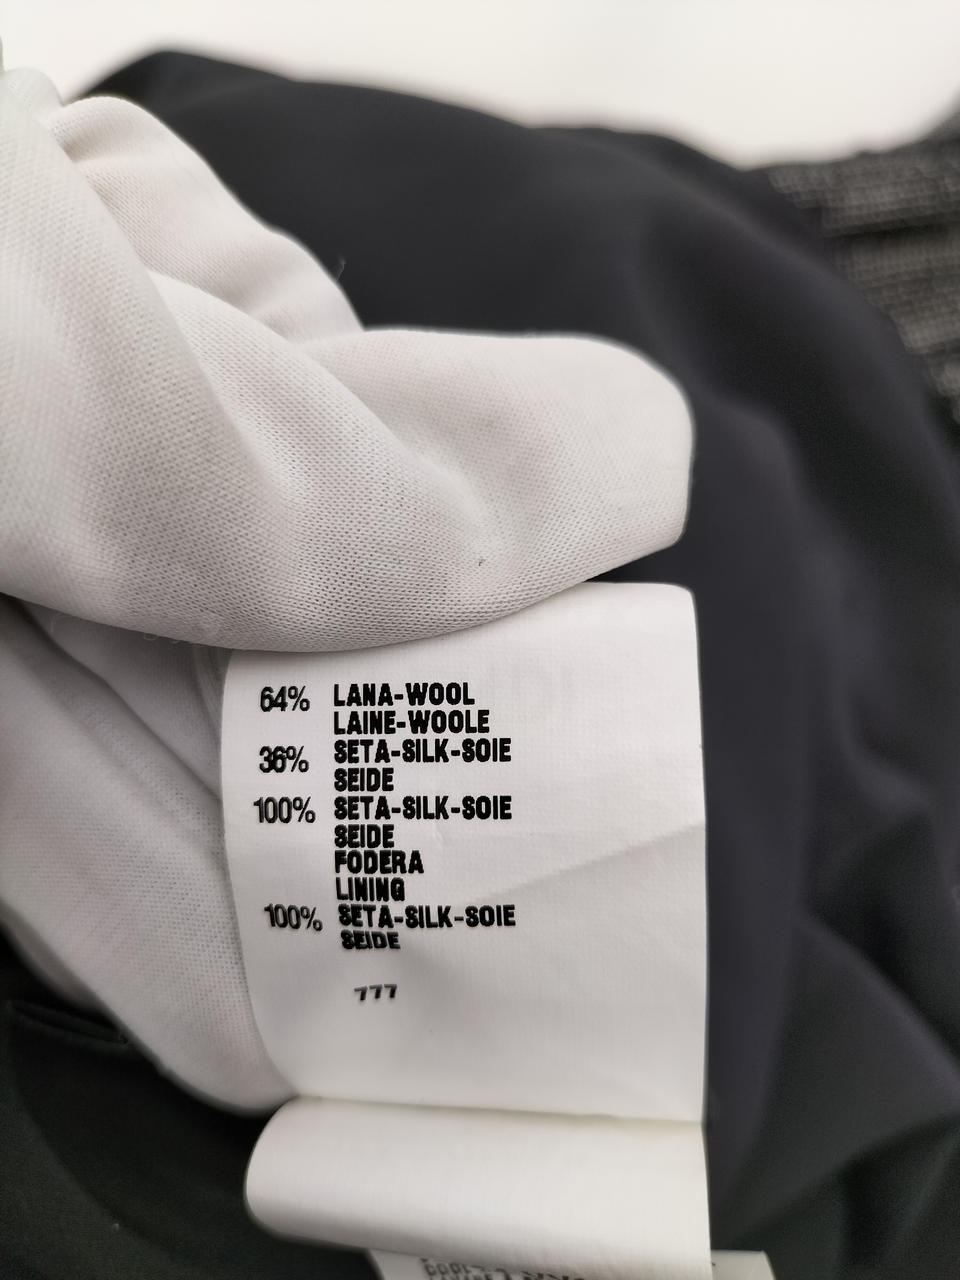 64% LANA-WOOL
LAINE-WOOLE
36% SETA-SILK-SOIE
SEIDE
100% SETA-SILK-SOIE
SEIDE
FODERA
LINING
100% SETA-SILK-SOIE
SEIDE
777